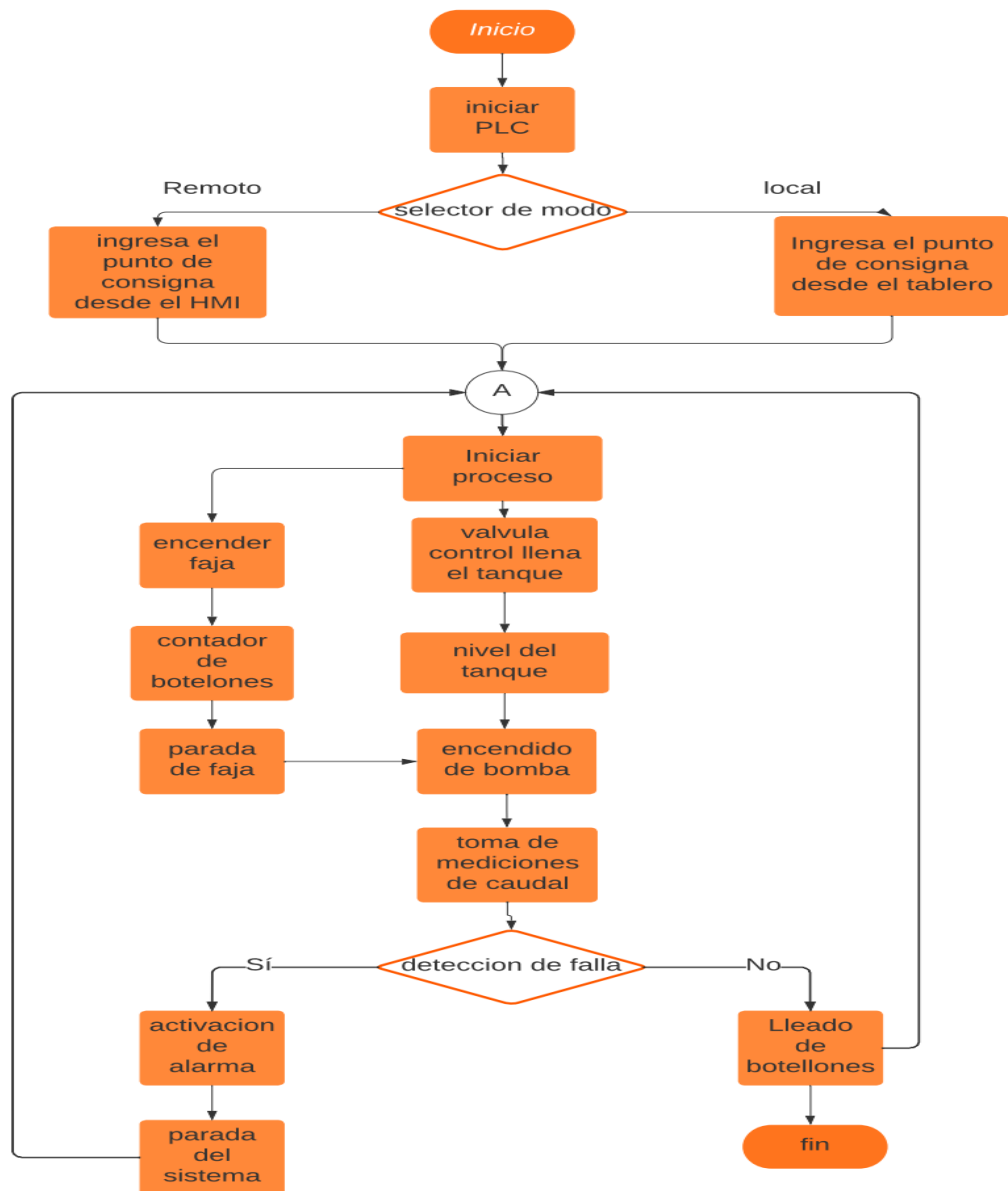 Inicio
iniciar
PLC
Remoto
selector de modo
local
ingresa el
punto de
consigna
desde el HMI
Ingresa el punto
de consigna
desde el tablero
A
Iniciar
proceso
encender
faja
valvula
control llena
el tanque
contador
de
botelones
nivel del
tanque
parada
de faja
encendido
de bomba
toma de
mediciones
de caudal
Sí
deteccion de falla
No
activacion
de
alarma
Lleado
de
botellones
parada
del
sistema
fin